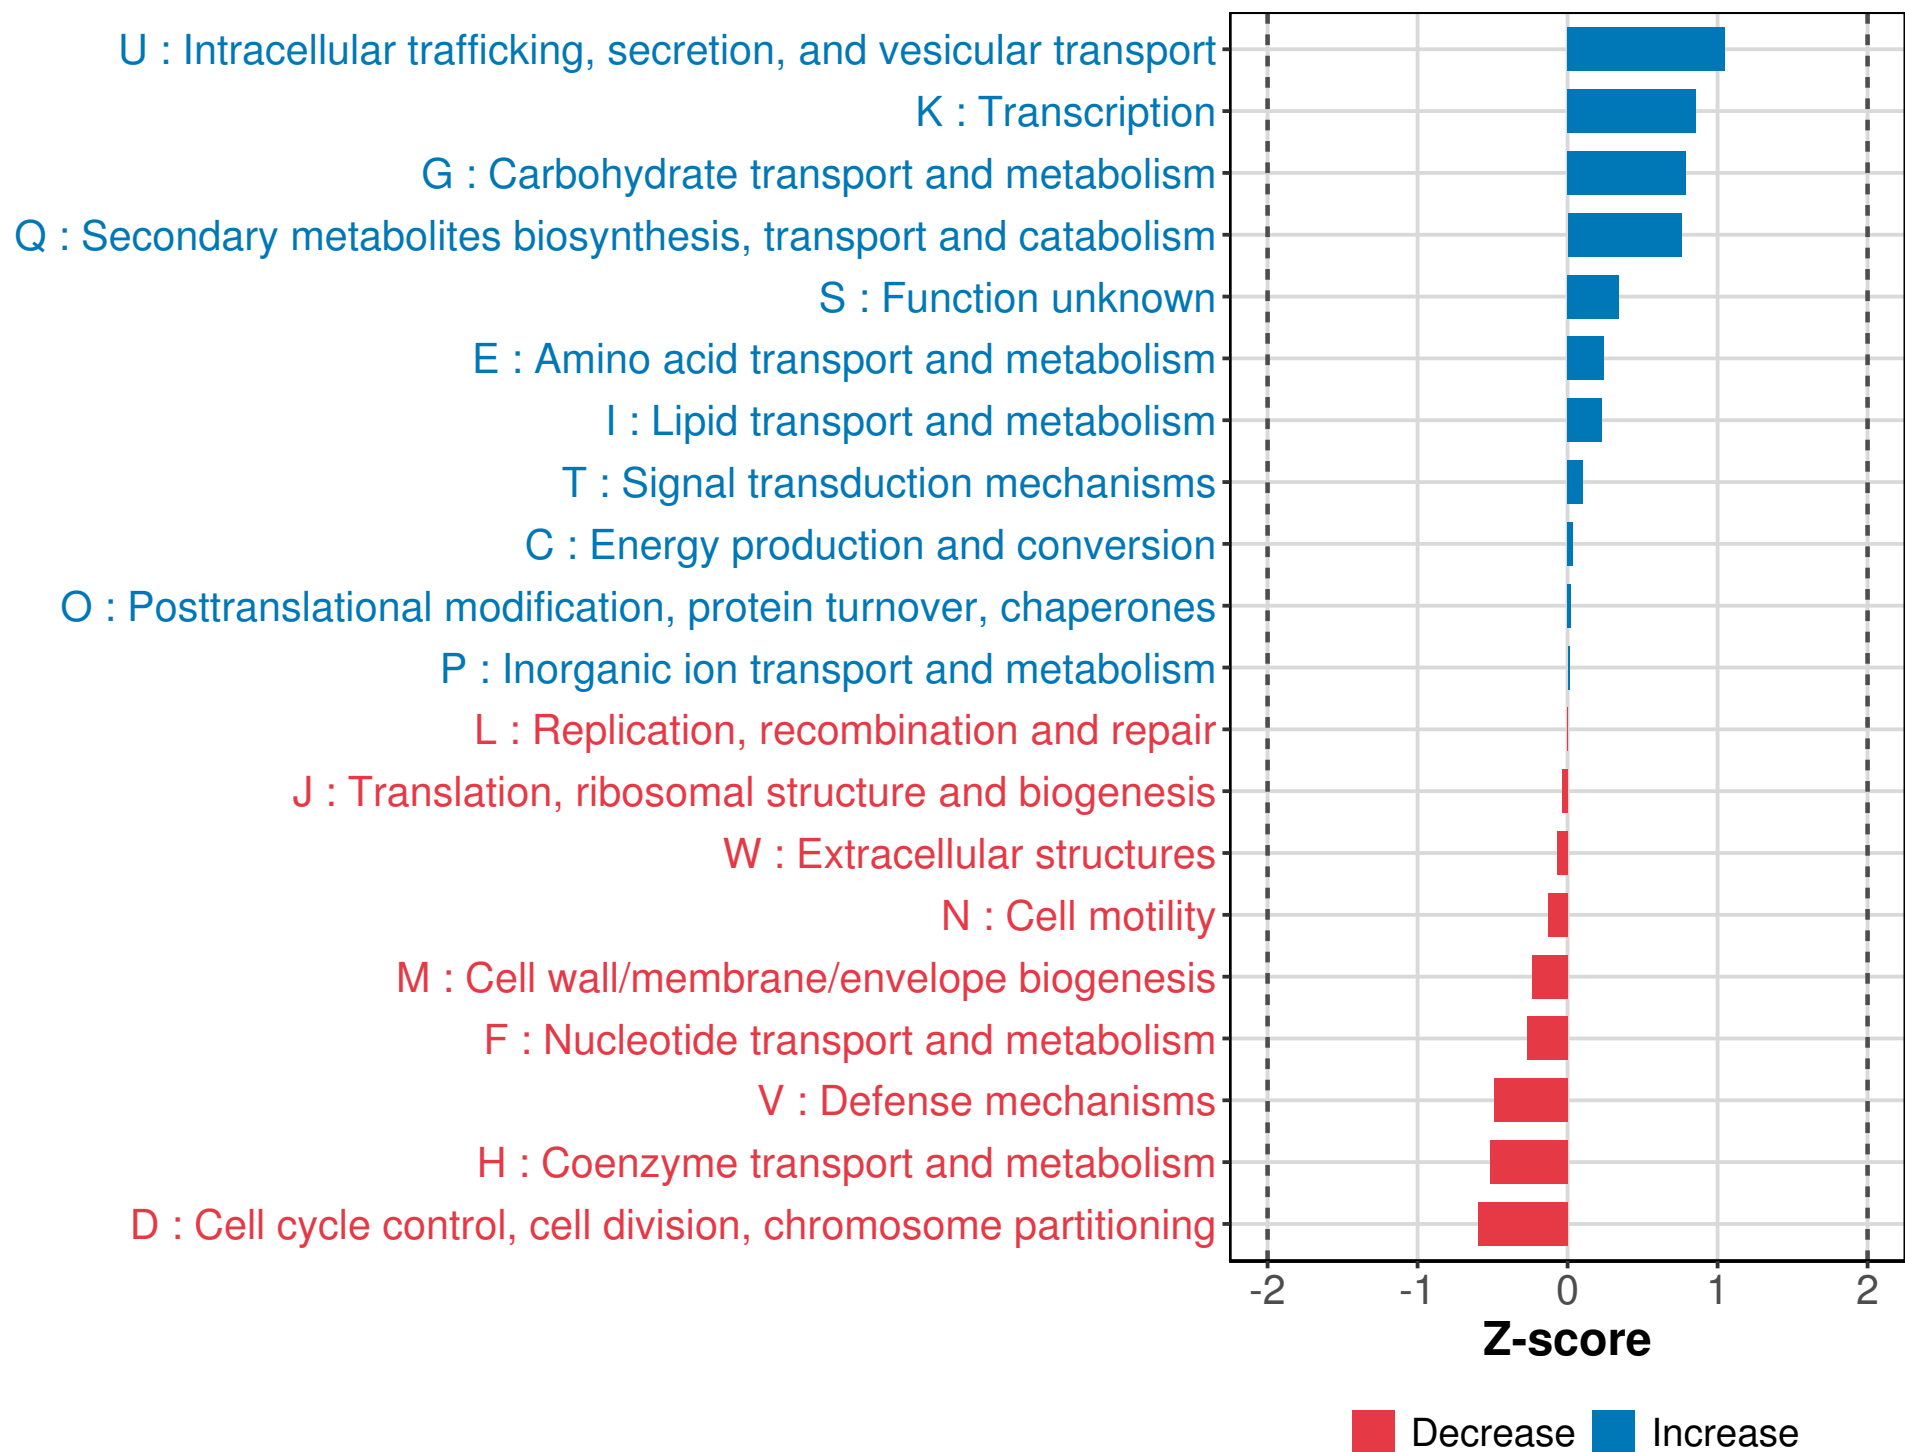 U : Intracellular trafficking, secretion, and vesicular transport
K : Transcription
G : Carbohydrate transport and metabolism
Q : Secondary metabolites biosynthesis, transport and catabolism
S : Function unknown
E : Amino acid transport and metabolism
I : Lipid transport and metabolism
T : Signal transduction mechanisms
C : Energy production and conversion
O : Posttranslational modification, protein turnover, chaperones
P : Inorganic ion transport and metabolism
L : Replication, recombination and repair
J : Translation, ribosomal structure and biogenesis
W : Extracellular structures
N : Cell motility
M : Cell wall/membrane/envelope biogenesis
F : Nucleotide transport and metabolism
V : Defense mechanisms
H : Coenzyme transport and metabolism
D : Cell cycle control, cell division, chromosome partitioning
-2 -1 0 1 2
Z-score
Decrease Increase